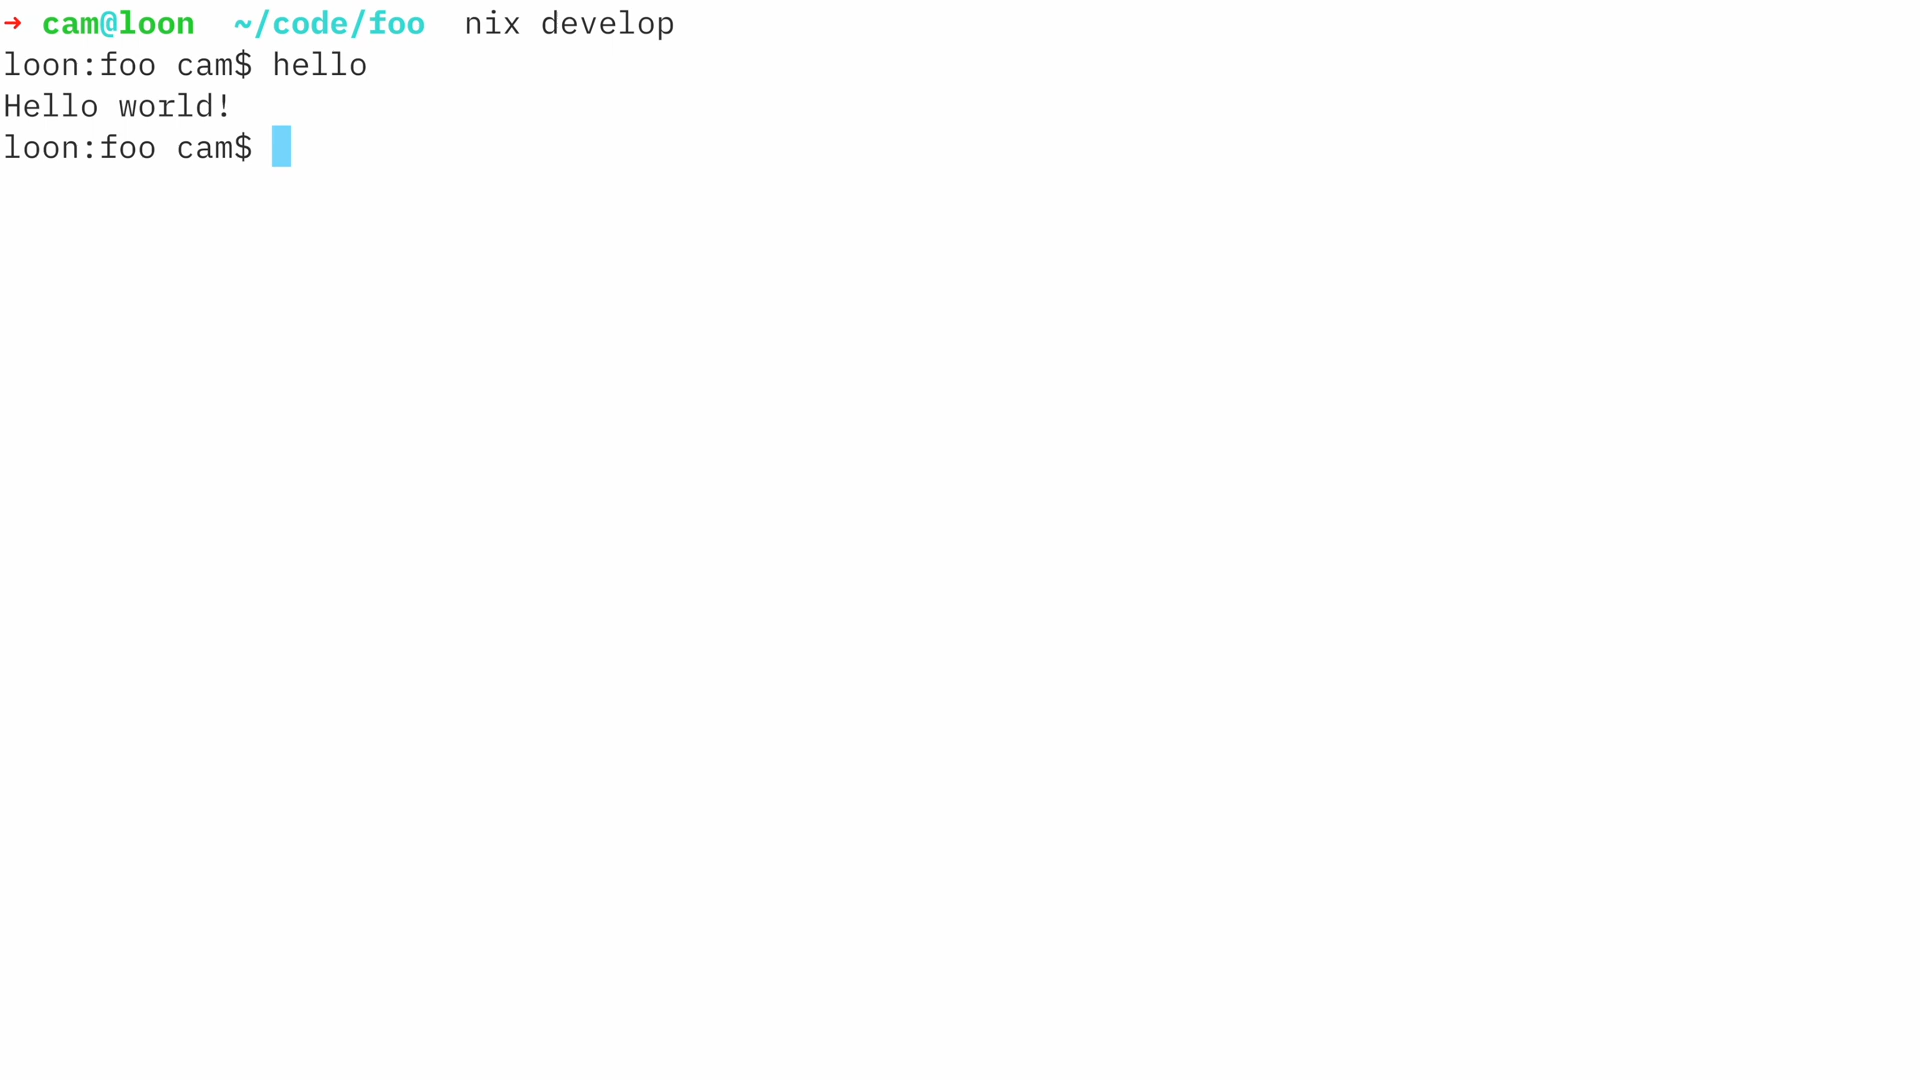 ➜ cam@loon ~/code/foo nix develop
loon:foo cam$ hello
Hello world!
loon:foo cam$